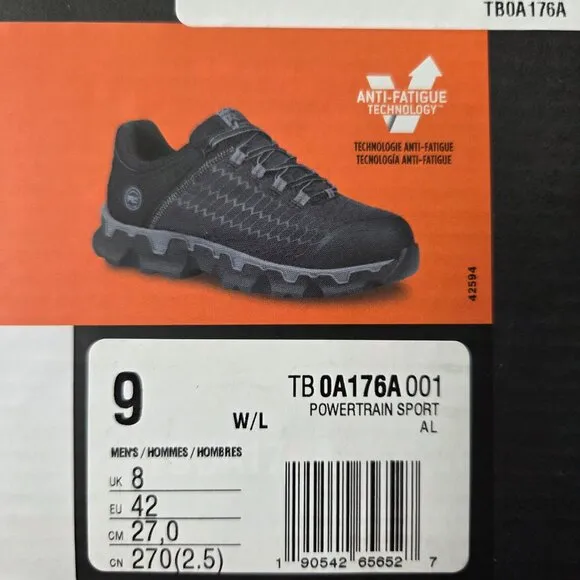 TB0A176A
ANTI-FATIGUE
TECHNOLOGY™
TECHNOLOGIE ANTI-FATIGUE
TECNOLOGÍA ANTI-FATIGUE
42594
9
W/L
TB 0A176A 001
POWERTRAIN SPORT
AL
MEN'S / HOMMES / HOMBRES
UK 8
EU 42
CM 27,0
CN 270(2.5)
1 90542 65652 7